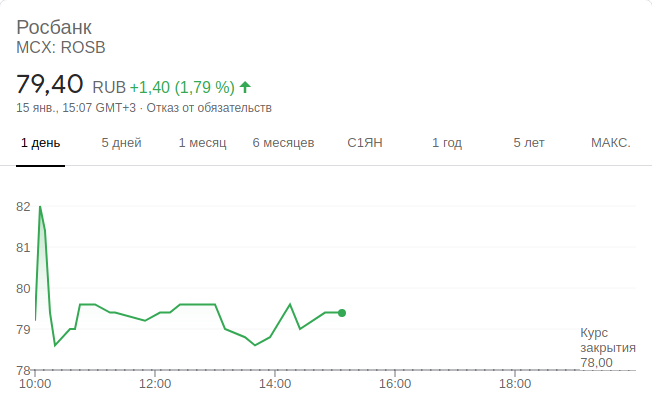 Росбанк
MCX: ROSB
79,40 RUB +1,40 (1,79 %)
15 янв., 15:07 GMT+3 · Отказ от обязательств
1 день 5 дней 1 месяц 6 месяцев С1ЯН 1 год 5 лет МАКС.
82
81
80
79
78
Курс
закрытия
78,00
10:00 12:00 14:00 16:00 18:00